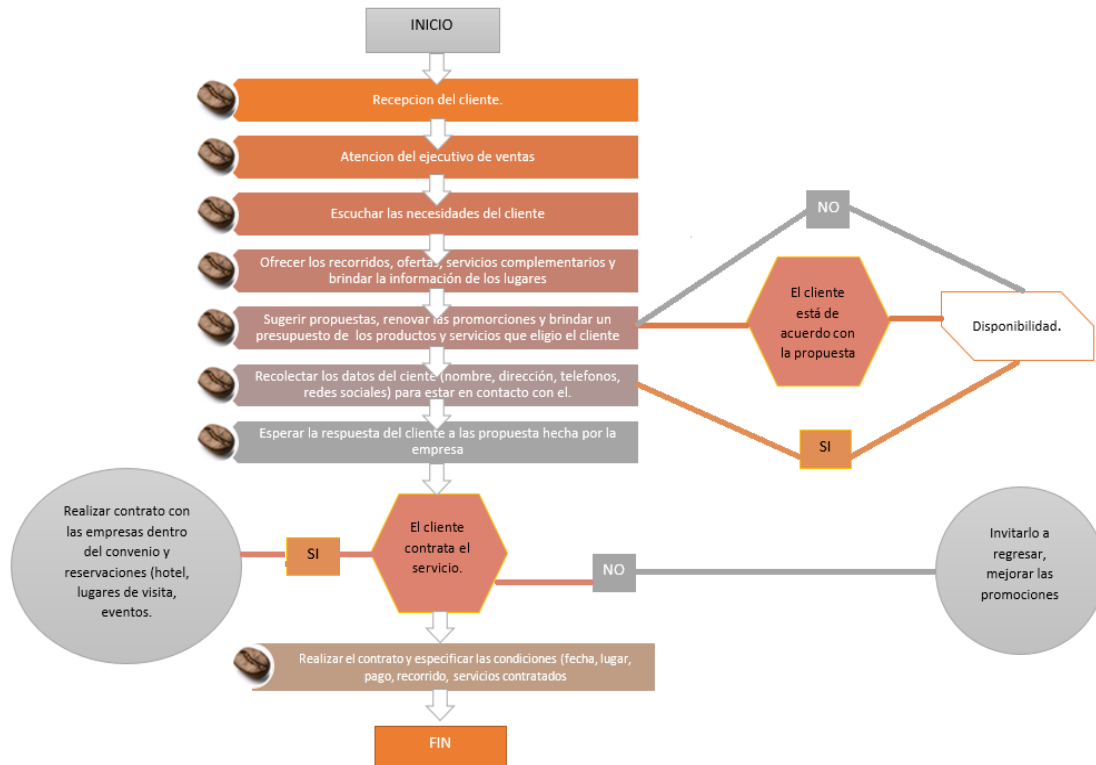 INICIO
Recepcion del cliente.
Atencion del ejecutivo de ventas
Escuchar las necesidades del cliente
Ofrecer los recorridos, ofertas, servicios complementarios y
brindar la información de los lugares
Sugerir propuestas, renovar las promorciones y brindar un
presupuesto de los productos y servicios que eligio el cliente
NO
El cliente
está de
acuerdo con
la propuesta
Disponibilidad.
SI
Recolectar los datos del ciente (nombre, dirección, telefonos,
redes sociales) para estar en contacto con el.
Esperar la respuesta del cliente a las propuesta hecha por la
empresa
Realizar contrato con
las empresas dentro
del convenio y
reservaciones (hotel,
lugares de visita,
eventos.
SI
El cliente
contrata el
servicio.
NO
Invitarlo a
regresar,
mejorar las
promociones
Realizar el contrato y especificar las condiciones (fecha, lugar,
pago, recorrido, servicios contratados
FIN